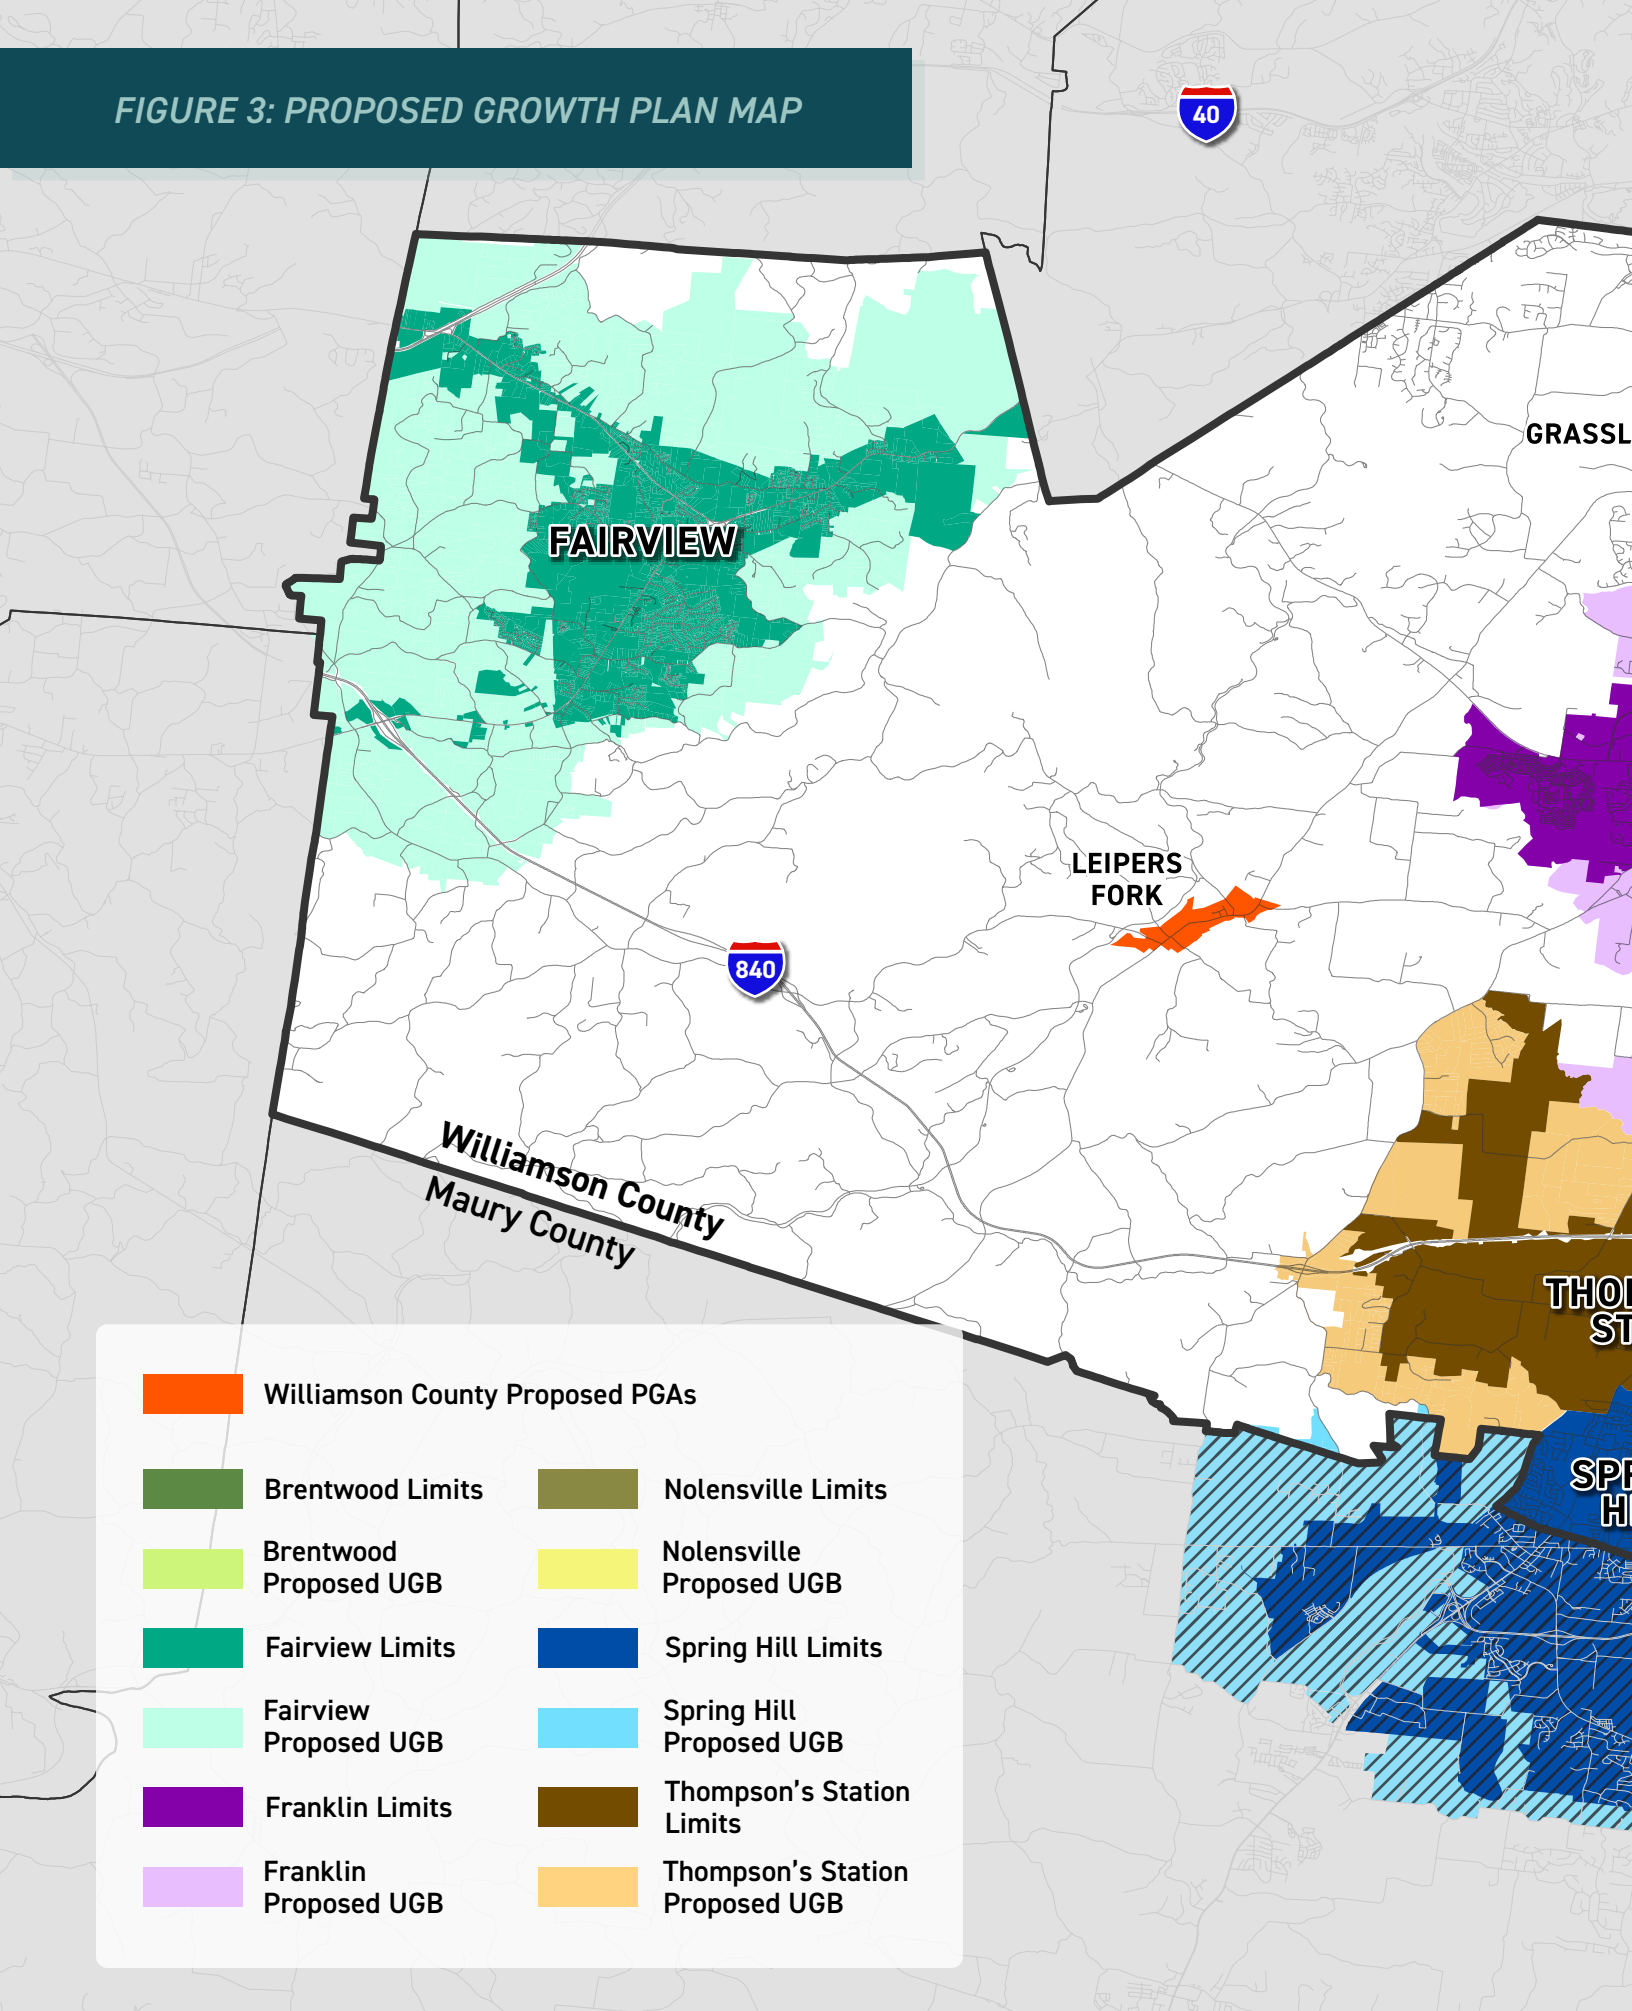 FIGURE 3: PROPOSED GROWTH PLAN MAP
40
GRASSL
FAIRVIEW
LEIPERS
FORK
840
Williamson County
Maury County
THO
ST
SPR
H
Williamson County Proposed PGAs
Brentwood Limits
Nolensville Limits
Brentwood
Proposed UGB
Nolensville
Proposed UGB
Fairview Limits
Spring Hill Limits
Fairview
Proposed UGB
Spring Hill
Proposed UGB
Franklin Limits
Thompson’s Station
Limits
Franklin
Proposed UGB
Thompson’s Station
Proposed UGB